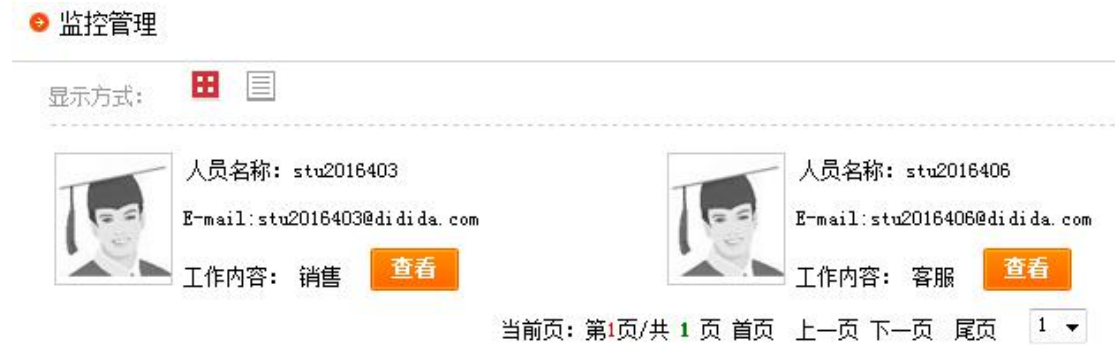 监控管理
显示方式：
人员名称：stu2016403
E-mail:stu2016403@didida.com
工作内容： 销售 查看
人员名称：stu2016406
E-mail:stu2016406@didida.com
工作内容： 客服 查看
当前页：第1页/共 1 页 首页 上一页 下一页 尾页 1